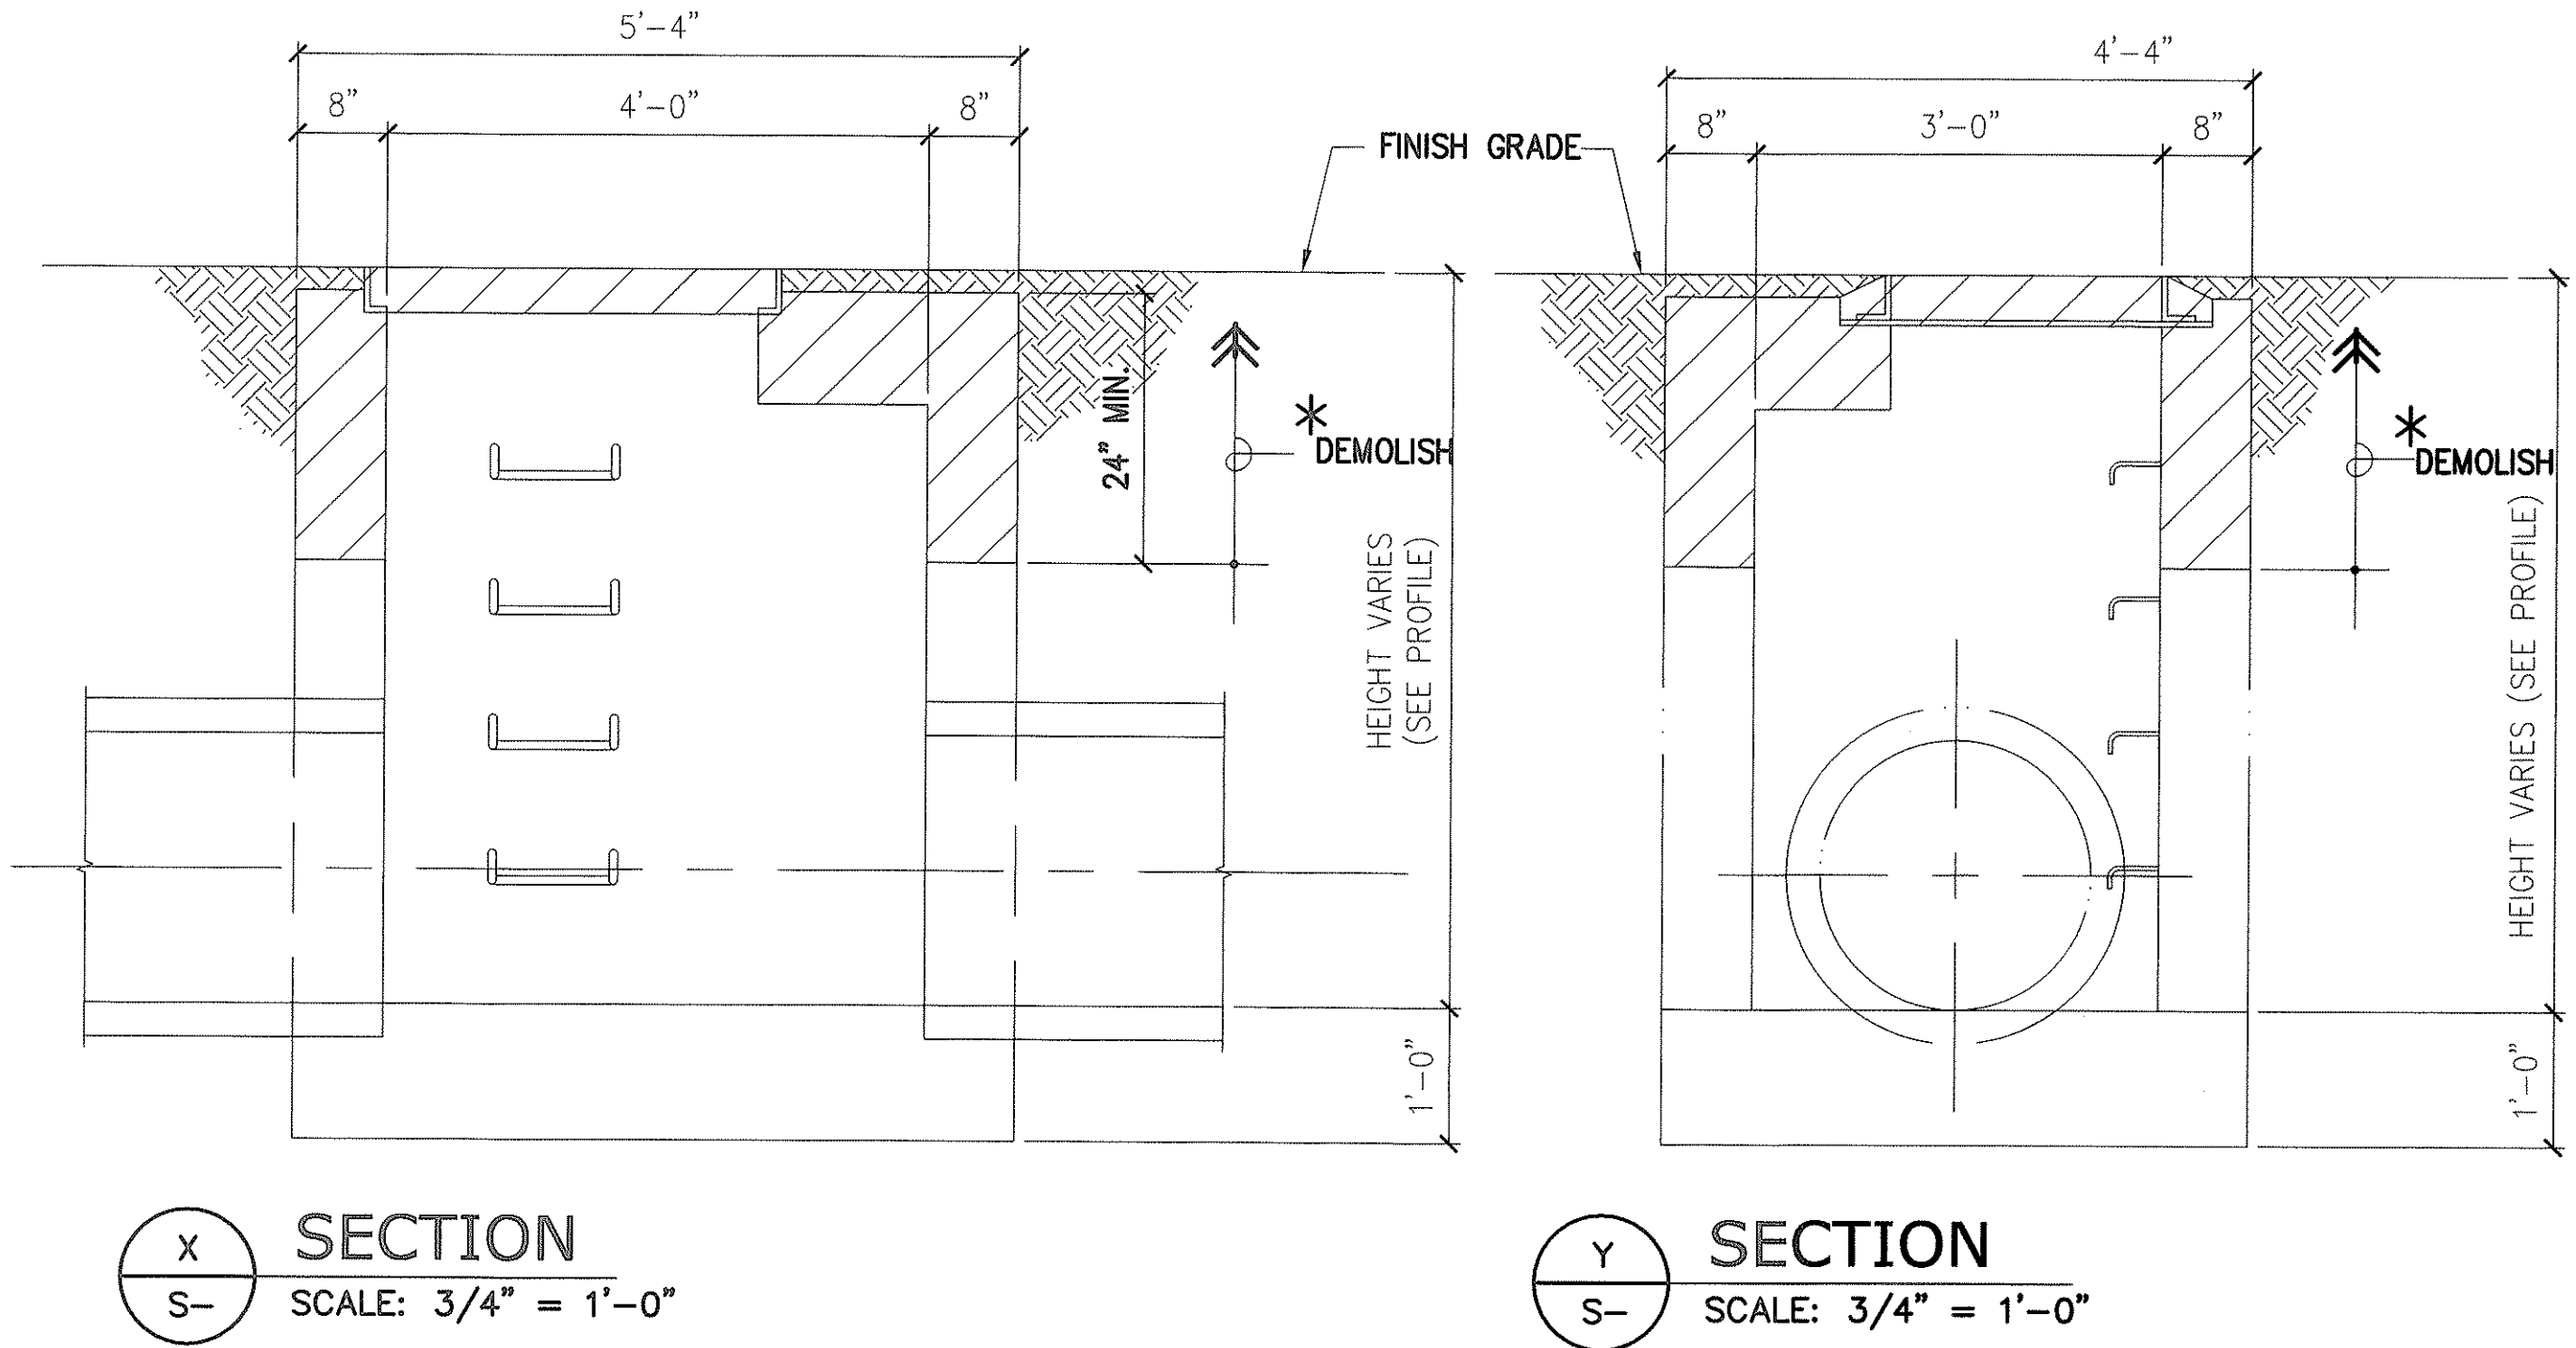 5'-4"
8"
4'-0"
8"
FINISH GRADE
24" MIN.
*
DEMOLISH
HEIGHT VARIES
(SEE PROFILE)
1'-0"
X
S-
SECTION
SCALE: 3/4" = 1'-0"
4'-4"
8"
3'-0"
8"
*
DEMOLISH
HEIGHT VARIES (SEE PROFILE)
1'-0"
Y
S-
SECTION
SCALE: 3/4" = 1'-0"